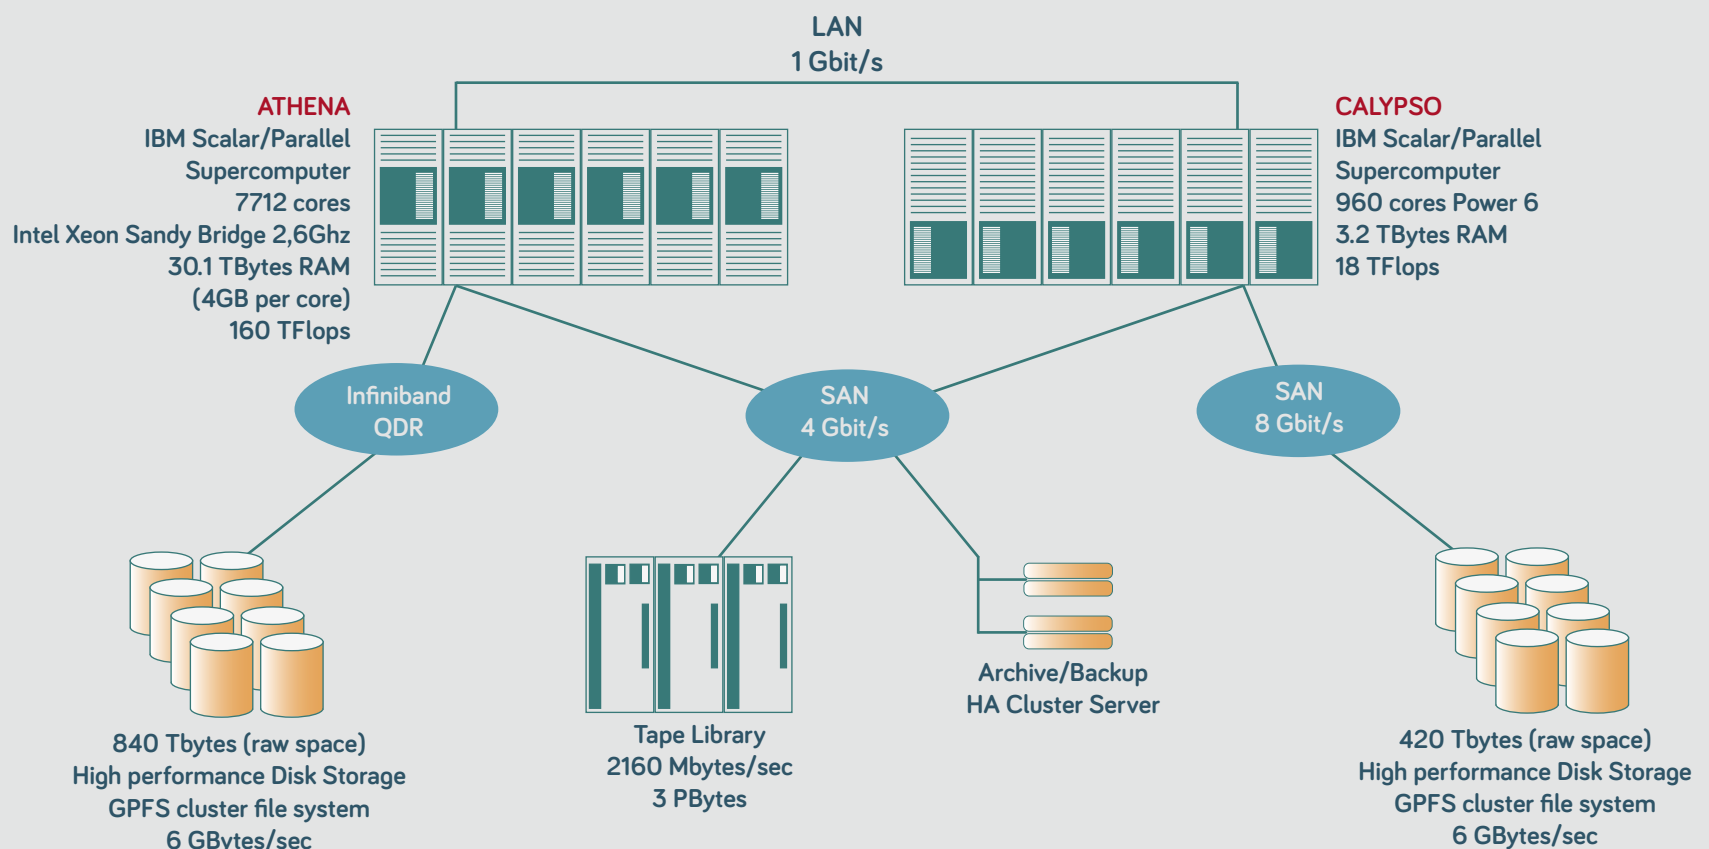 LAN
1 Gbit/s
ATHENA
IBM Scalar/Parallel
Supercomputer
7712 cores
Intel Xeon Sandy Bridge 2,6Ghz
30.1 TBytes RAM
(4GB per core)
160 TFlops
CALYPSO
IBM Scalar/Parallel
Supercomputer
960 cores Power 6
3.2 TBytes RAM
18 TFlops
Infiniband
QDR
SAN
4 Gbit/s
SAN
8 Gbit/s
840 Tbytes (raw space)
High performance Disk Storage
GPFS cluster file system
6 GBytes/sec
Tape Library
2160 Mbytes/sec
3 PBytes
Archive/Backup
HA Cluster Server
420 Tbytes (raw space)
High performance Disk Storage
GPFS cluster file system
6 GBytes/sec